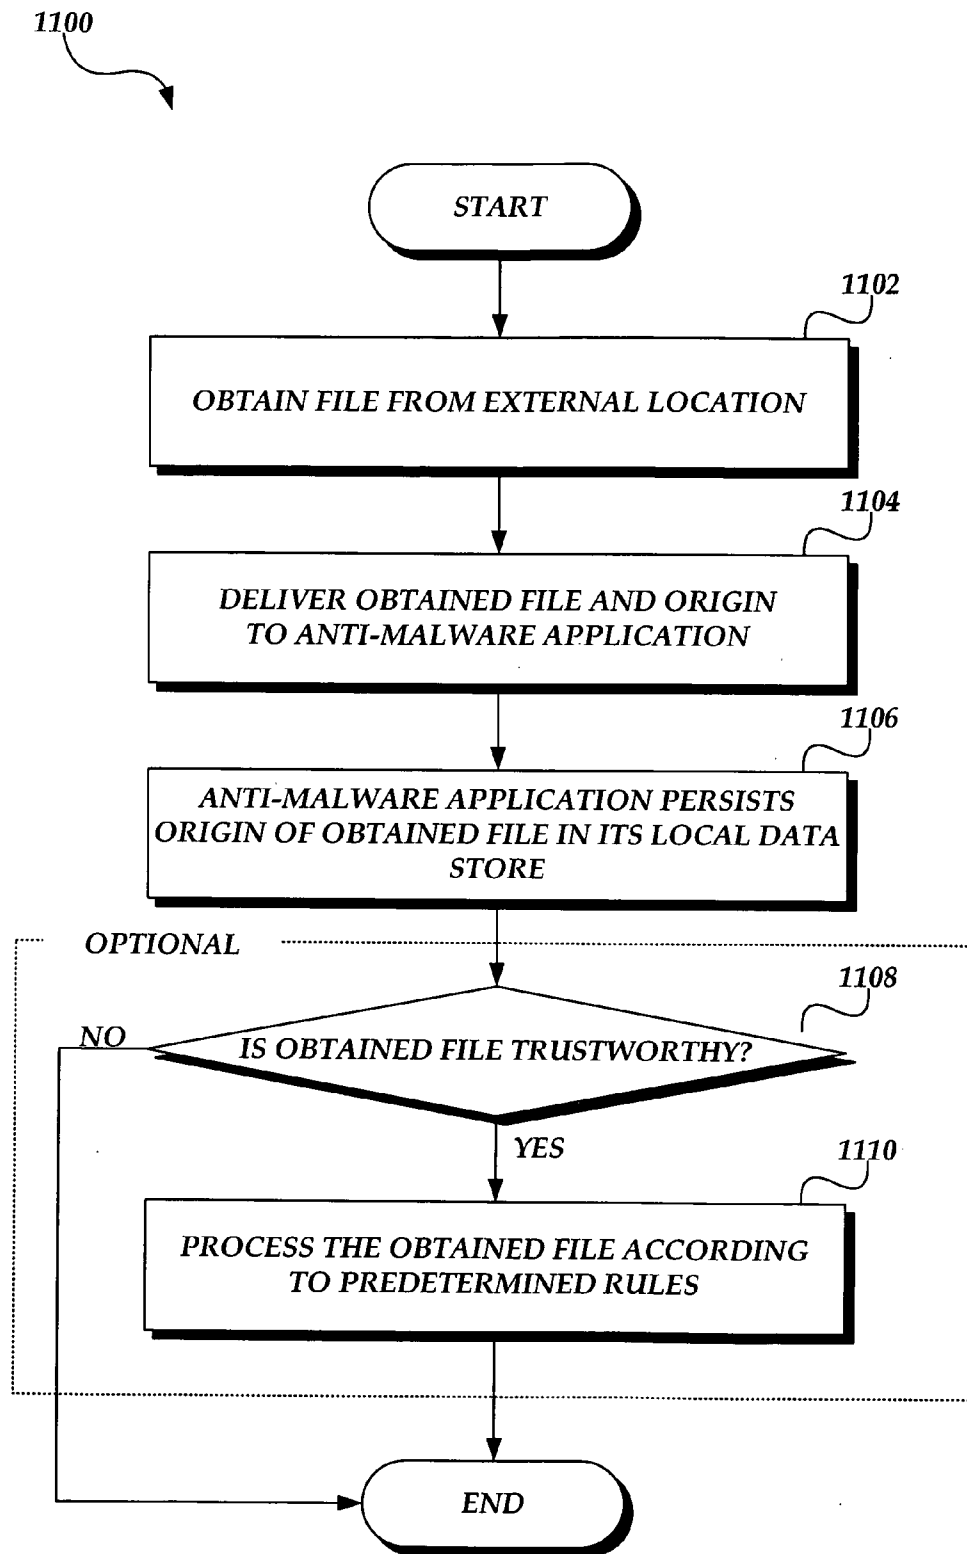 1100
START
1102
OBTAIN FILE FROM EXTERNAL LOCATION
1104
DELIVER OBTAINED FILE AND ORIGIN
TO ANTI-MALWARE APPLICATION
1106
ANTI-MALWARE APPLICATION PERSISTS
ORIGIN OF OBTAINED FILE IN ITS LOCAL DATA
STORE
OPTIONAL
1108
NO
IS OBTAINED FILE TRUSTWORTHY?
YES
1110
PROCESS THE OBTAINED FILE ACCORDING
TO PREDETERMINED RULES
END